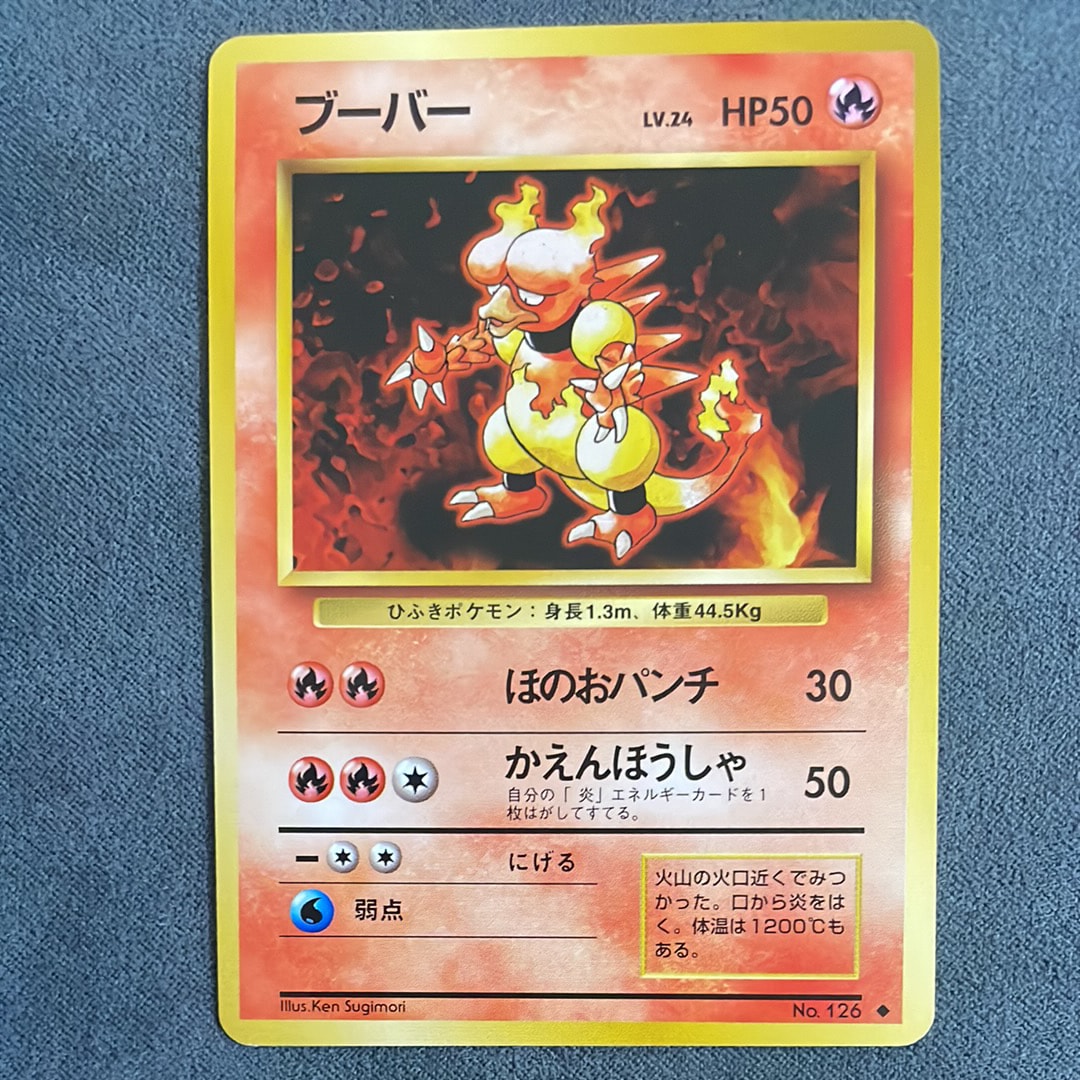 ブーバー LV.24 HP50
ひふきポケモン：身長1.3m、体重44.5Kg
ほのおパンチ 30
かえんほうしゃ 50
自分の「炎」エネルギーカードを1
枚はがしてすてる。
にげる
弱点
火山の火口近くでみつ
かった。口から炎をは
く。体温は1200℃も
ある。
Illus.Ken Sugimori No. 126